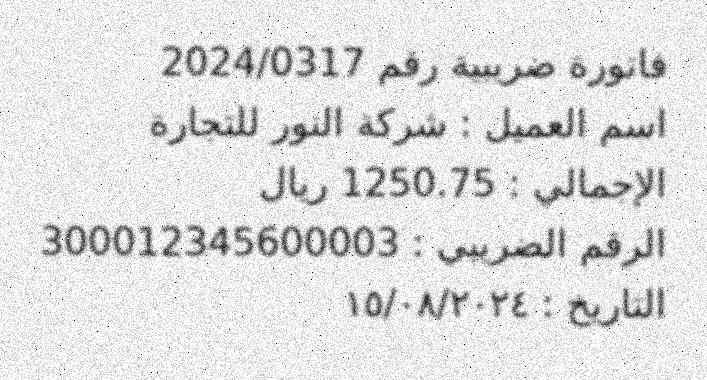 فاتورة ضريبية رقم 2024/0317
اسم العميل : شركة النور للتجارة
الإجمالي : 1250.75 ريال
الرقم الضريبي : 300012345600003
التاريخ : ١٥/٠٨/٢٠٢٤